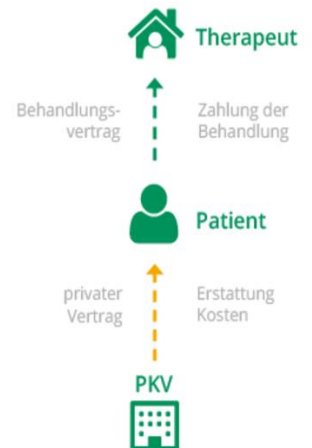 Therapeut
Behandlungs-
vertrag
Zahlung der
Behandlung
Patient
privater
Vertrag
Erstattung
Kosten
PKV